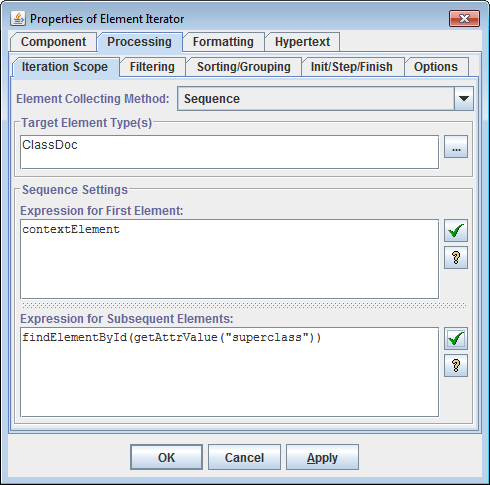 Properties of Element Iterator
Component Processing Formatting Hypertext
Iteration Scope Filtering Sorting/Grouping Init/Step/Finish Options
Element Collecting Method: Sequence
Target Element Type(s)
ClassDoc
...
Sequence Settings
Expression for First Element:
contextElement
?
Expression for Subsequent Elements:
findElementById(getAttrValue("superclass"))
?
OK Cancel Apply